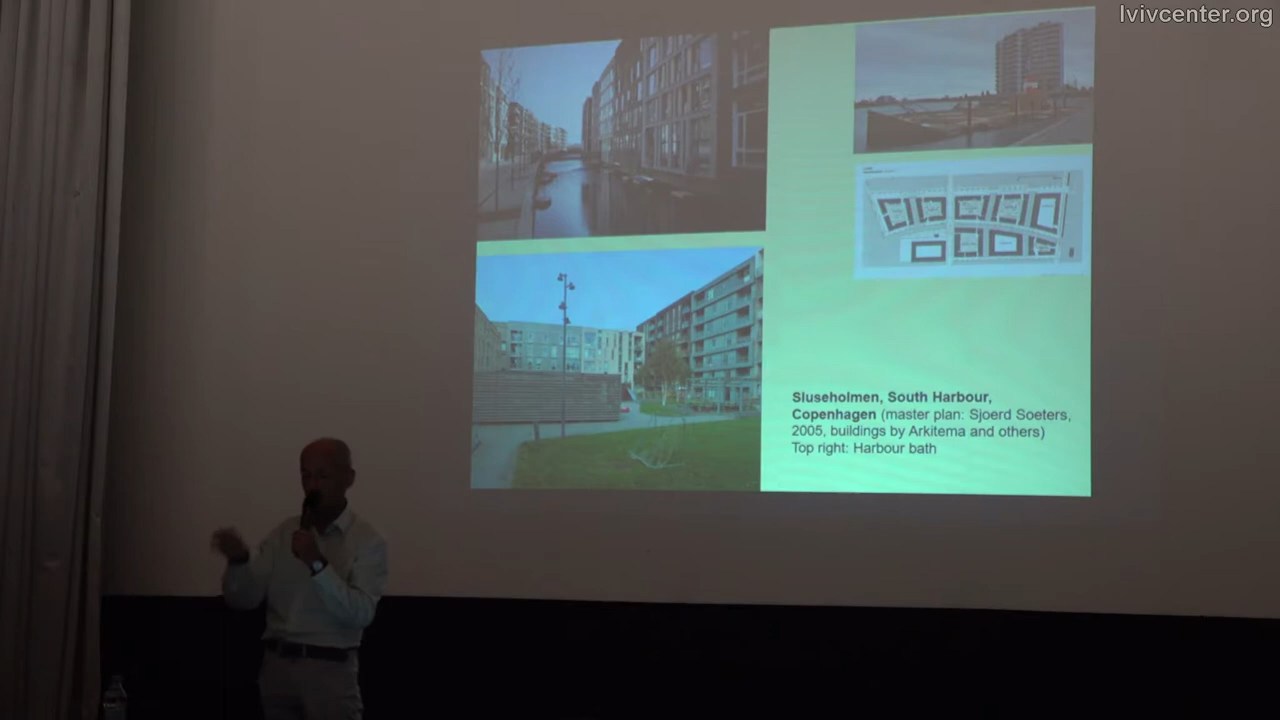 lvivcenter.org
Sluseholmen, South Harbour,
Copenhagen (master plan: Sjoerd Soeters,
2005, buildings by Arkitema and others)
Top right: Harbour bath